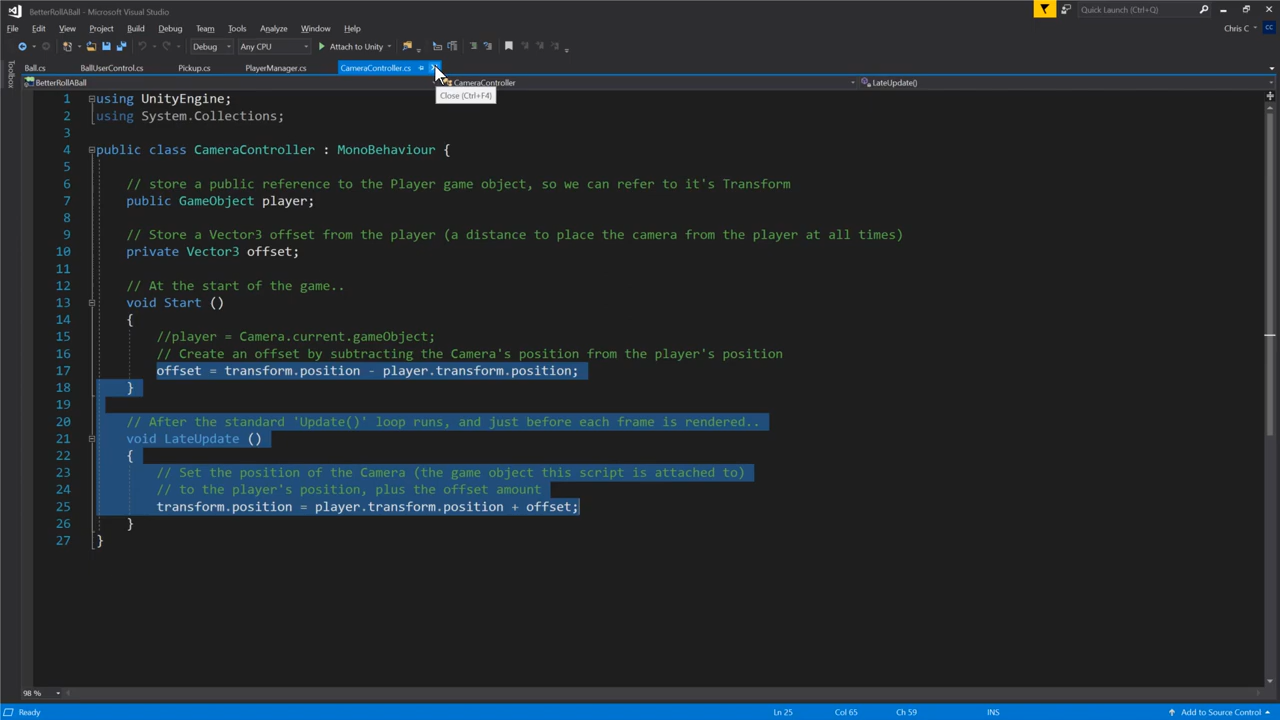 BetterRollABall - Microsoft Visual Studio
Quick Launch (Ctrl+Q)
File Edit View Project Build Debug Team Tools Test Analyze Window Help
Chris C
CC
Debug Any CPU Attach to Unity
Toolbox
Ball.cs BallUserControl.cs Pickup.cs PlayerManager.cs CameraController.cs
BetterRollABall CameraController LateUpdate()
Close (Ctrl+F4)
1 using UnityEngine;
2 using System.Collections;
3
4 public class CameraController : MonoBehaviour {
5
6 // store a public reference to the Player game object, so we can refer to it's Transform
7 public GameObject player;
8
9 // Store a Vector3 offset from the player (a distance to place the camera from the player at all times)
10 private Vector3 offset;
11
12 // At the start of the game..
13 void Start ()
14 {
15 //player = Camera.current.gameObject;
16 // Create an offset by subtracting the Camera's position from the player's position
17 offset = transform.position - player.transform.position;
18 }
19
20 // After the standard 'Update()' loop runs, and just before each frame is rendered..
21 void LateUpdate ()
22 {
23 // Set the position of the Camera (the game object this script is attached to)
24 // to the player's position, plus the offset amount
25 transform.position = player.transform.position + offset;
26 }
27 }
98 %
Ready Ln 25 Col 65 Ch 59 INS Add to Source Control